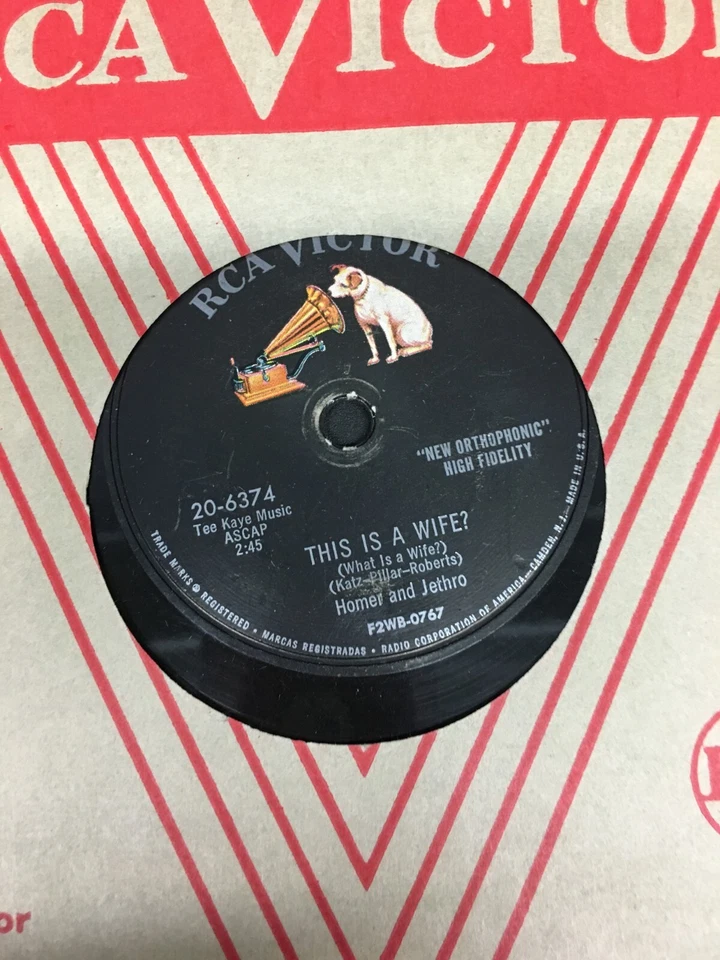 RCA VICTOR
RCA VICTOR
"NEW ORTHOPHONIC"
HIGH FIDELITY
20-6374
Tee Kaye Music
ASCAP
2:45
THIS IS A WIFE?
(What Is a Wife?)
(Katz-Pillar-Roberts)
Homer and Jethro
F2WB-0767
TRADE MARKS ® REGISTERED • MARCAS REGISTRADAS • RADIO CORPORATION OF AMERICA—CAMDEN, N. J.—MADE IN U.S.A.
or